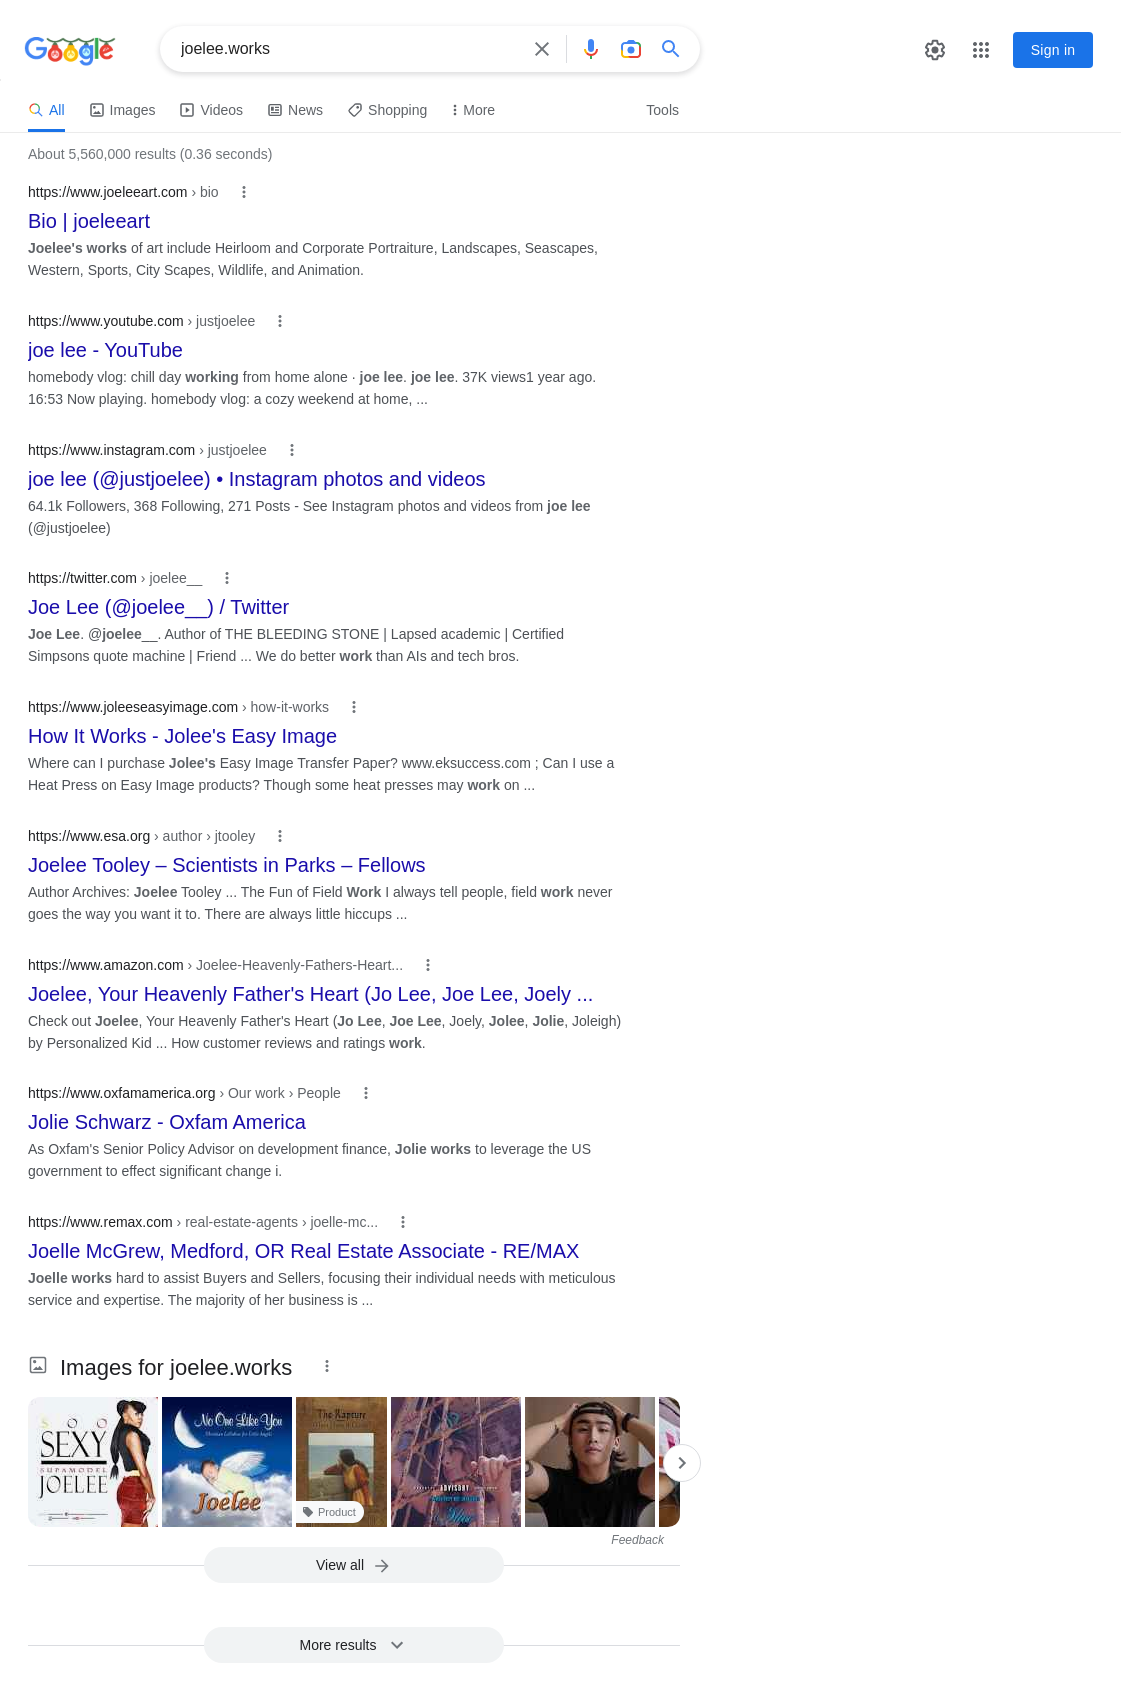 Google
joelee.works
Sign in
All
Images
Videos
News
Shopping
More
Tools
About 5,560,000 results (0.36 seconds)
https://www.joeleeart.com › bio
Bio | joeleeart
Joelee's works of art include Heirloom and Corporate Portraiture, Landscapes, Seascapes,
Western, Sports, City Scapes, Wildlife, and Animation.
https://www.youtube.com › justjoelee
joe lee - YouTube
homebody vlog: chill day working from home alone · joe lee. joe lee. 37K views1 year ago.
16:53 Now playing. homebody vlog: a cozy weekend at home, ...
https://www.instagram.com › justjoelee
joe lee (@justjoelee) • Instagram photos and videos
64.1k Followers, 368 Following, 271 Posts - See Instagram photos and videos from joe lee
(@justjoelee)
https://twitter.com › joelee__
Joe Lee (@joelee__) / Twitter
Joe Lee. @joelee__. Author of THE BLEEDING STONE | Lapsed academic | Certified
Simpsons quote machine | Friend ... We do better work than AIs and tech bros.
https://www.joleeseasyimage.com › how-it-works
How It Works - Jolee's Easy Image
Where can I purchase Jolee's Easy Image Transfer Paper? www.eksuccess.com ; Can I use a
Heat Press on Easy Image products? Though some heat presses may work on ...
https://www.esa.org › author › jtooley
Joelee Tooley – Scientists in Parks – Fellows
Author Archives: Joelee Tooley ... The Fun of Field Work I always tell people, field work never
goes the way you want it to. There are always little hiccups ...
https://www.amazon.com › Joelee-Heavenly-Fathers-Heart...
Joelee, Your Heavenly Father's Heart (Jo Lee, Joe Lee, Joely ...
Check out Joelee, Your Heavenly Father's Heart (Jo Lee, Joe Lee, Joely, Jolee, Jolie, Joleigh)
by Personalized Kid ... How customer reviews and ratings work.
https://www.oxfamamerica.org › Our work › People
Jolie Schwarz - Oxfam America
As Oxfam's Senior Policy Advisor on development finance, Jolie works to leverage the US
government to effect significant change i.
https://www.remax.com › real-estate-agents › joelle-mc...
Joelle McGrew, Medford, OR Real Estate Associate - RE/MAX
Joelle works hard to assist Buyers and Sellers, focusing their individual needs with meticulous
service and expertise. The majority of her business is ...
Images for joelee.works
SOO
SEXY
SUPAMODEL
JOELEE
No One Like You
Joelee
The Rapture
Product
ADVISORY
Feedback
View all
More results